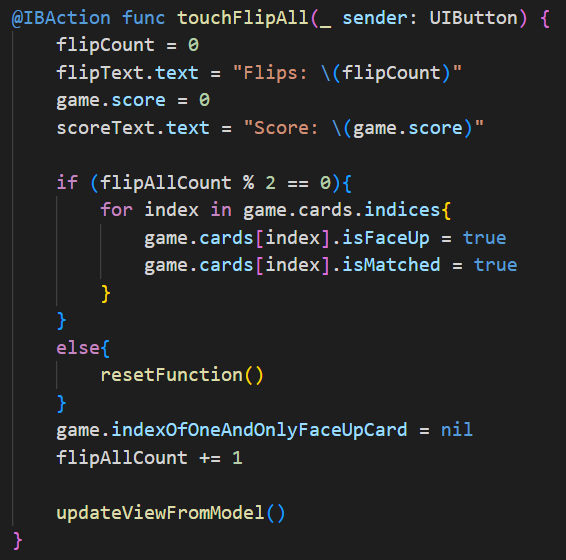 @IBAction func touchFlipAll(_ sender: UIButton) {
    flipCount = 0
    flipText.text = "Flips: \(flipCount)"
    game.score = 0
    scoreText.text = "Score: \(game.score)"

    if (flipAllCount % 2 == 0){
        for index in game.cards.indices{
            game.cards[index].isFaceUp = true
            game.cards[index].isMatched = true
        }
    }
    else{
        resetFunction()
    }
    game.indexOfOneAndOnlyFaceUpCard = nil
    flipAllCount += 1

    updateViewFromModel()
}